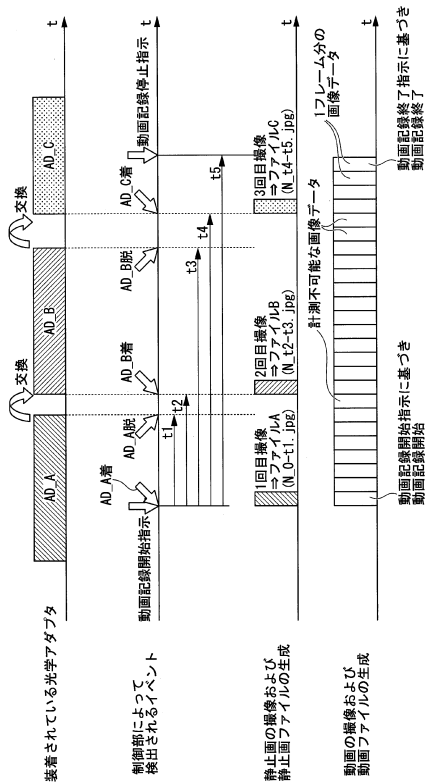 装着されている光学アダプタ
AD_A
交換
AD_B
交換
AD_C
t
制御部によって
検出されるイベント
動画記録開始指示
AD_A着
AD_A脱
AD_B着
AD_B脱
AD_C着
動画記録停止指示
t1
t2
t3
t4
t5
t
静止画の撮像および
静止画ファイルの生成
1回目撮像
⇒ファイルA
(N_0-t1.jpg)
2回目撮像
⇒ファイルB
(N_t2-t3.jpg)
3回目撮像
⇒ファイルC
(N_t4-t5.jpg)
t
動画の撮像および
動画ファイルの生成
計測不可能な画像データ
1フレーム分の
画像データ
t
動画記録開始指示に基づき
動画記録開始
動画記録終了指示に基づき
動画記録終了